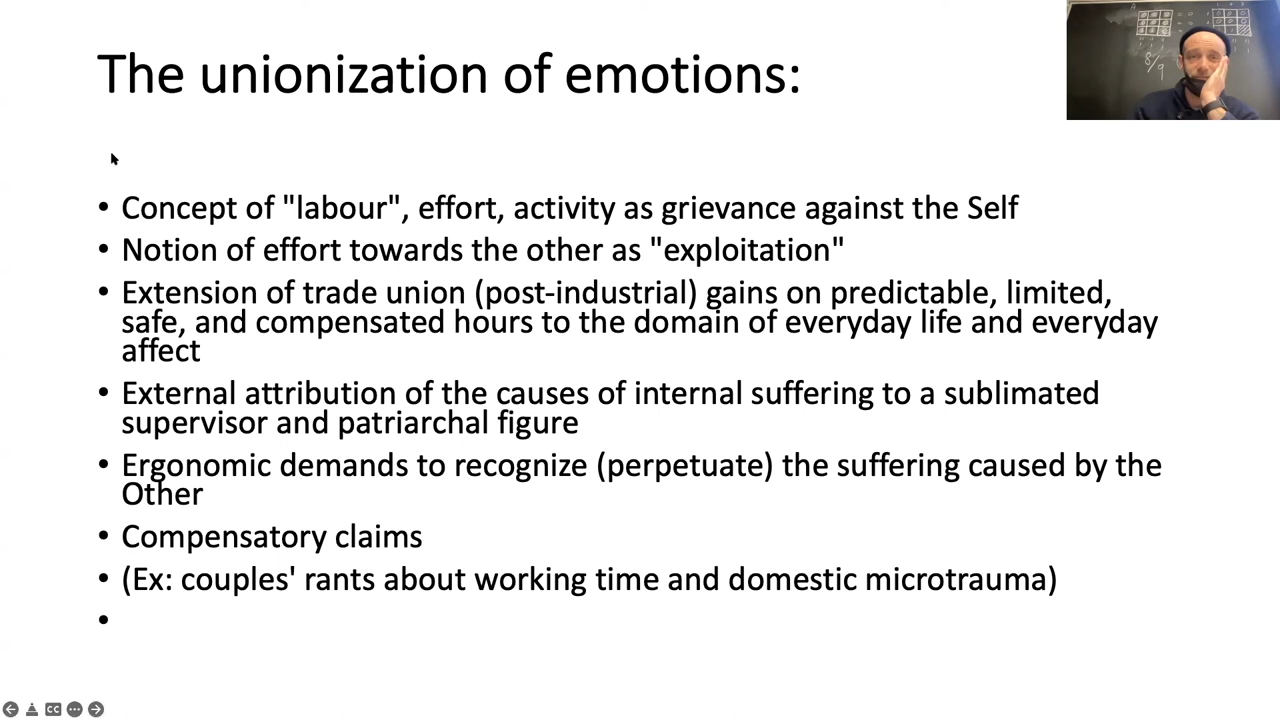 The unionization of emotions:
• Concept of "labour", effort, activity as grievance against the Self
• Notion of effort towards the other as "exploitation"
• Extension of trade union (post-industrial) gains on predictable, limited,
safe, and compensated hours to the domain of everyday life and everyday
affect
• External attribution of the causes of internal suffering to a sublimated
supervisor and patriarchal figure
• Ergonomic demands to recognize (perpetuate) the suffering caused by the
Other
• Compensatory claims
• (Ex: couples' rants about working time and domestic microtrauma)
•
8/9
CC